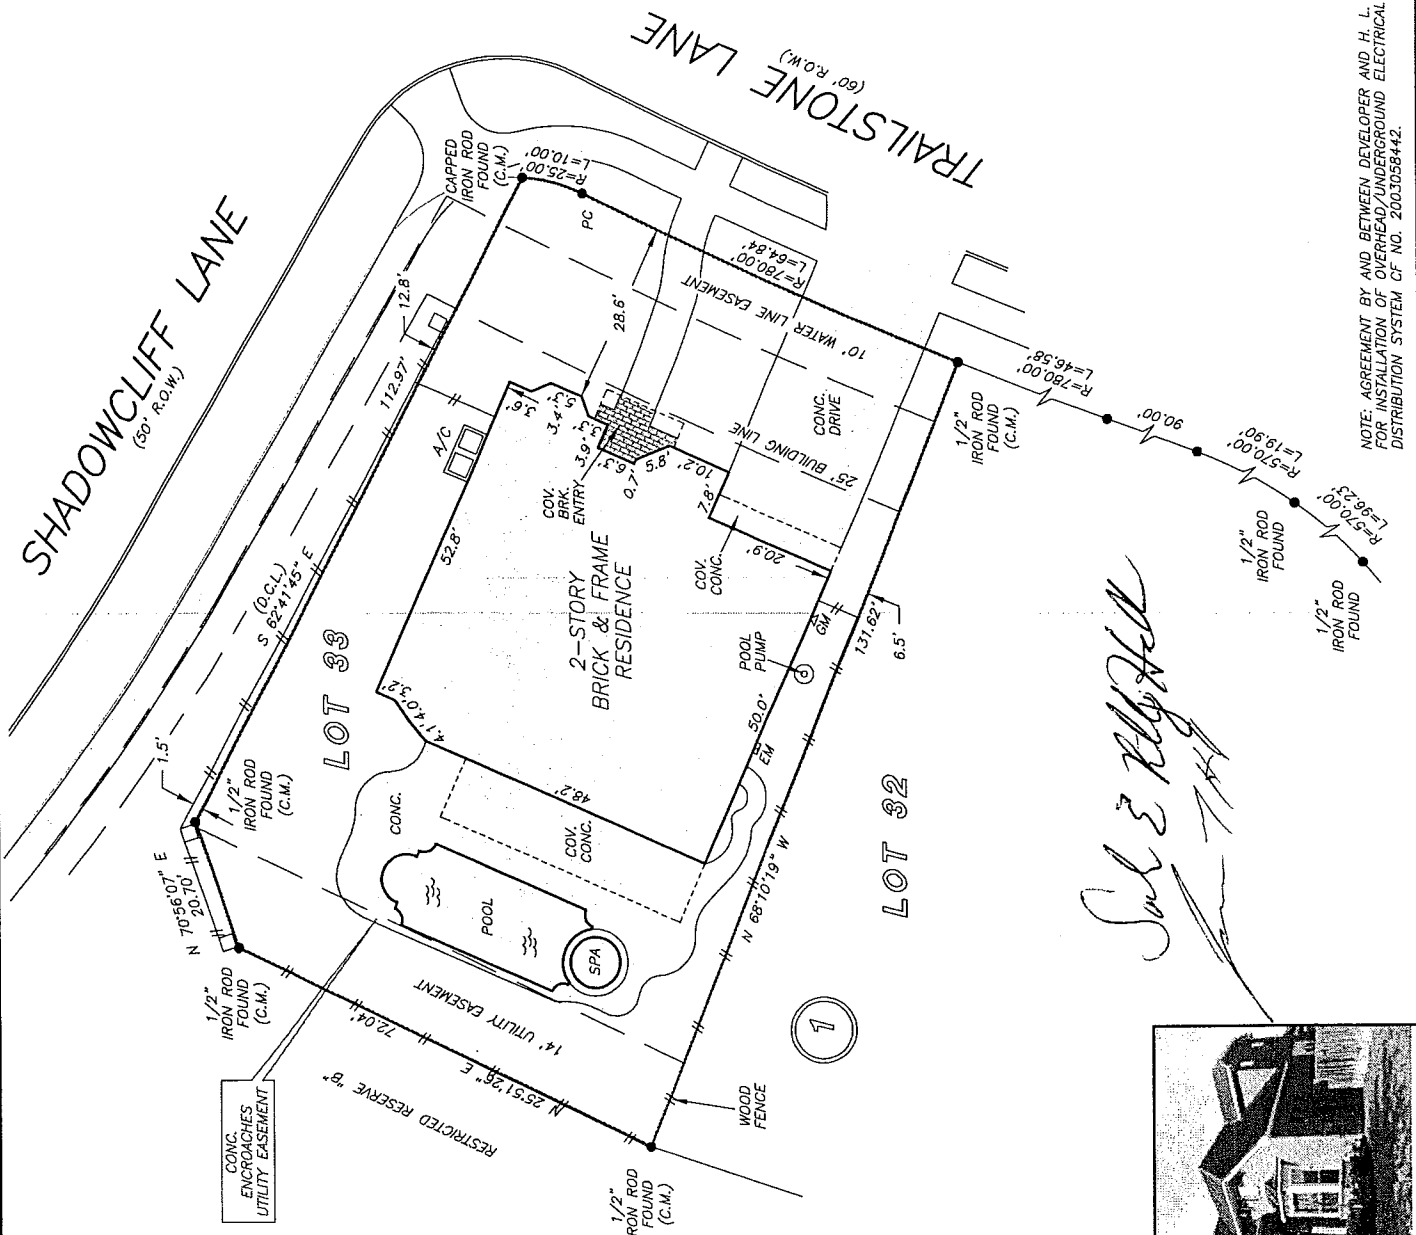 SHADOWCLIFF LANE
(50' R.O.W.)
TRAILSTONE LANE
(60' R.O.W.)
CAPPED
IRON ROD
FOUND
(C.M.)
R=25.00'
L=10.00'
PC
12.8'
112.97'
(D.C.L.)
S 62°41'45" E
1.5'
1/2"
IRON ROD
FOUND
(C.M.)
N 70°56'07" E
20.70'
1/2"
IRON ROD
FOUND
(C.M.)
CONC.
ENCROACHES
UTILITY EASEMENT
72.04'
N 25°51'26" E
RESTRICTED RESERVE "B"
14' UTILITY EASEMENT
1/2"
IRON ROD
FOUND
(C.M.)
WOOD
FENCE
LOT 33
A/C
52.8'
3.6'
5.3'
3.4'
3.3'
3.9'
6.3'
0.7'
5.8'
10.2'
7.8'
20.9'
28.6'
COV.
BRK.
ENTRY
2-STORY
BRICK & FRAME
RESIDENCE
COV.
CONC.
3.2'
4.0'
4.1'
48.2'
CONC.
COV.
CONC.
POOL
SPA
50.0'
EM
GM
POOL
PUMP
10' WATER LINE EASEMENT
25' BUILDING LINE
CONC.
DRIVE
R=780.00'
L=64.84'
131.62'
6.5'
N 68°10'19" W
LOT 32
1
1/2"
IRON ROD
FOUND
(C.M.)
R=780.00'
L=46.58'
90.00'
R=570.00'
L=19.90'
1/2"
IRON ROD
FOUND
R=570.00'
L=96.23'
1/2"
IRON ROD
FOUND
NOTE: AGREEMENT BY AND BETWEEN DEVELOPER AND H. L.
FOR INSTALLATION OF OVERHEAD/UNDERGROUND ELECTRICAL
DISTRIBUTION SYSTEM CF NO. 2003058442.